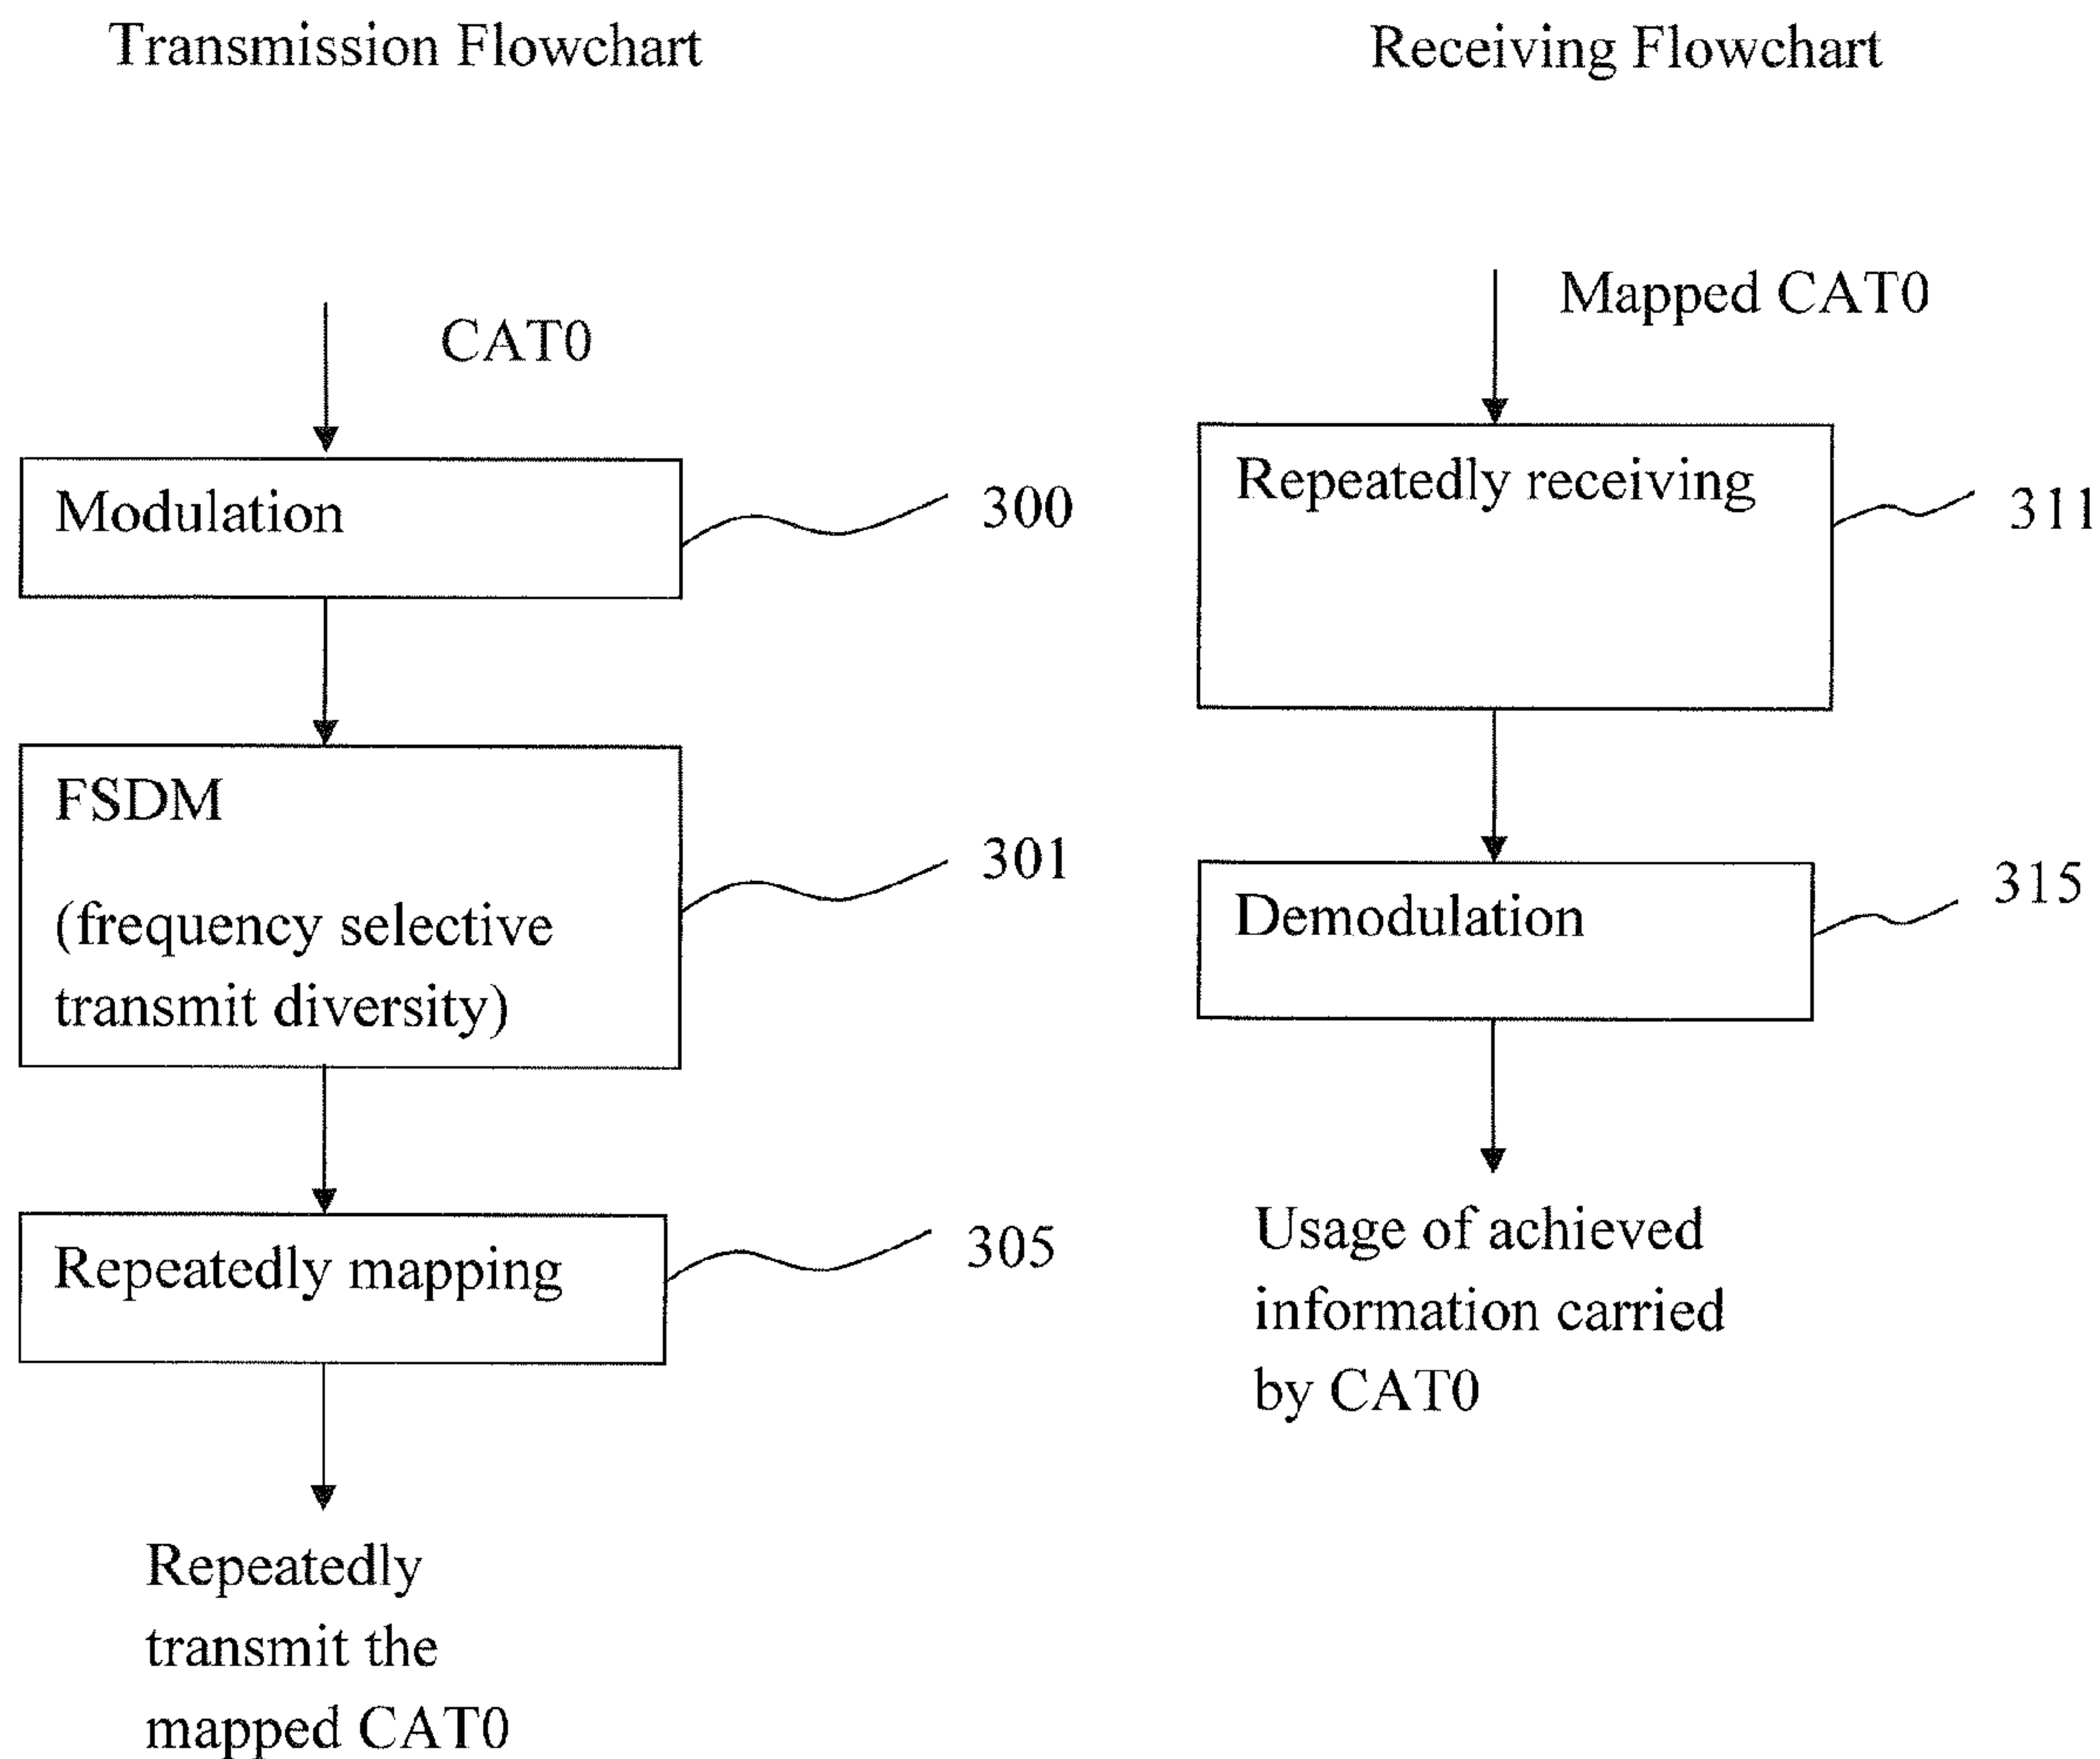 Transmission Flowchart
CAT0
Modulation
300
FSDM
(frequency selective
transmit diversity)
301
Repeatedly mapping
305
Repeatedly
transmit the
mapped CAT0
Receiving Flowchart
Mapped CAT0
Repeatedly receiving
311
Demodulation
315
Usage of achieved
information carried
by CAT0